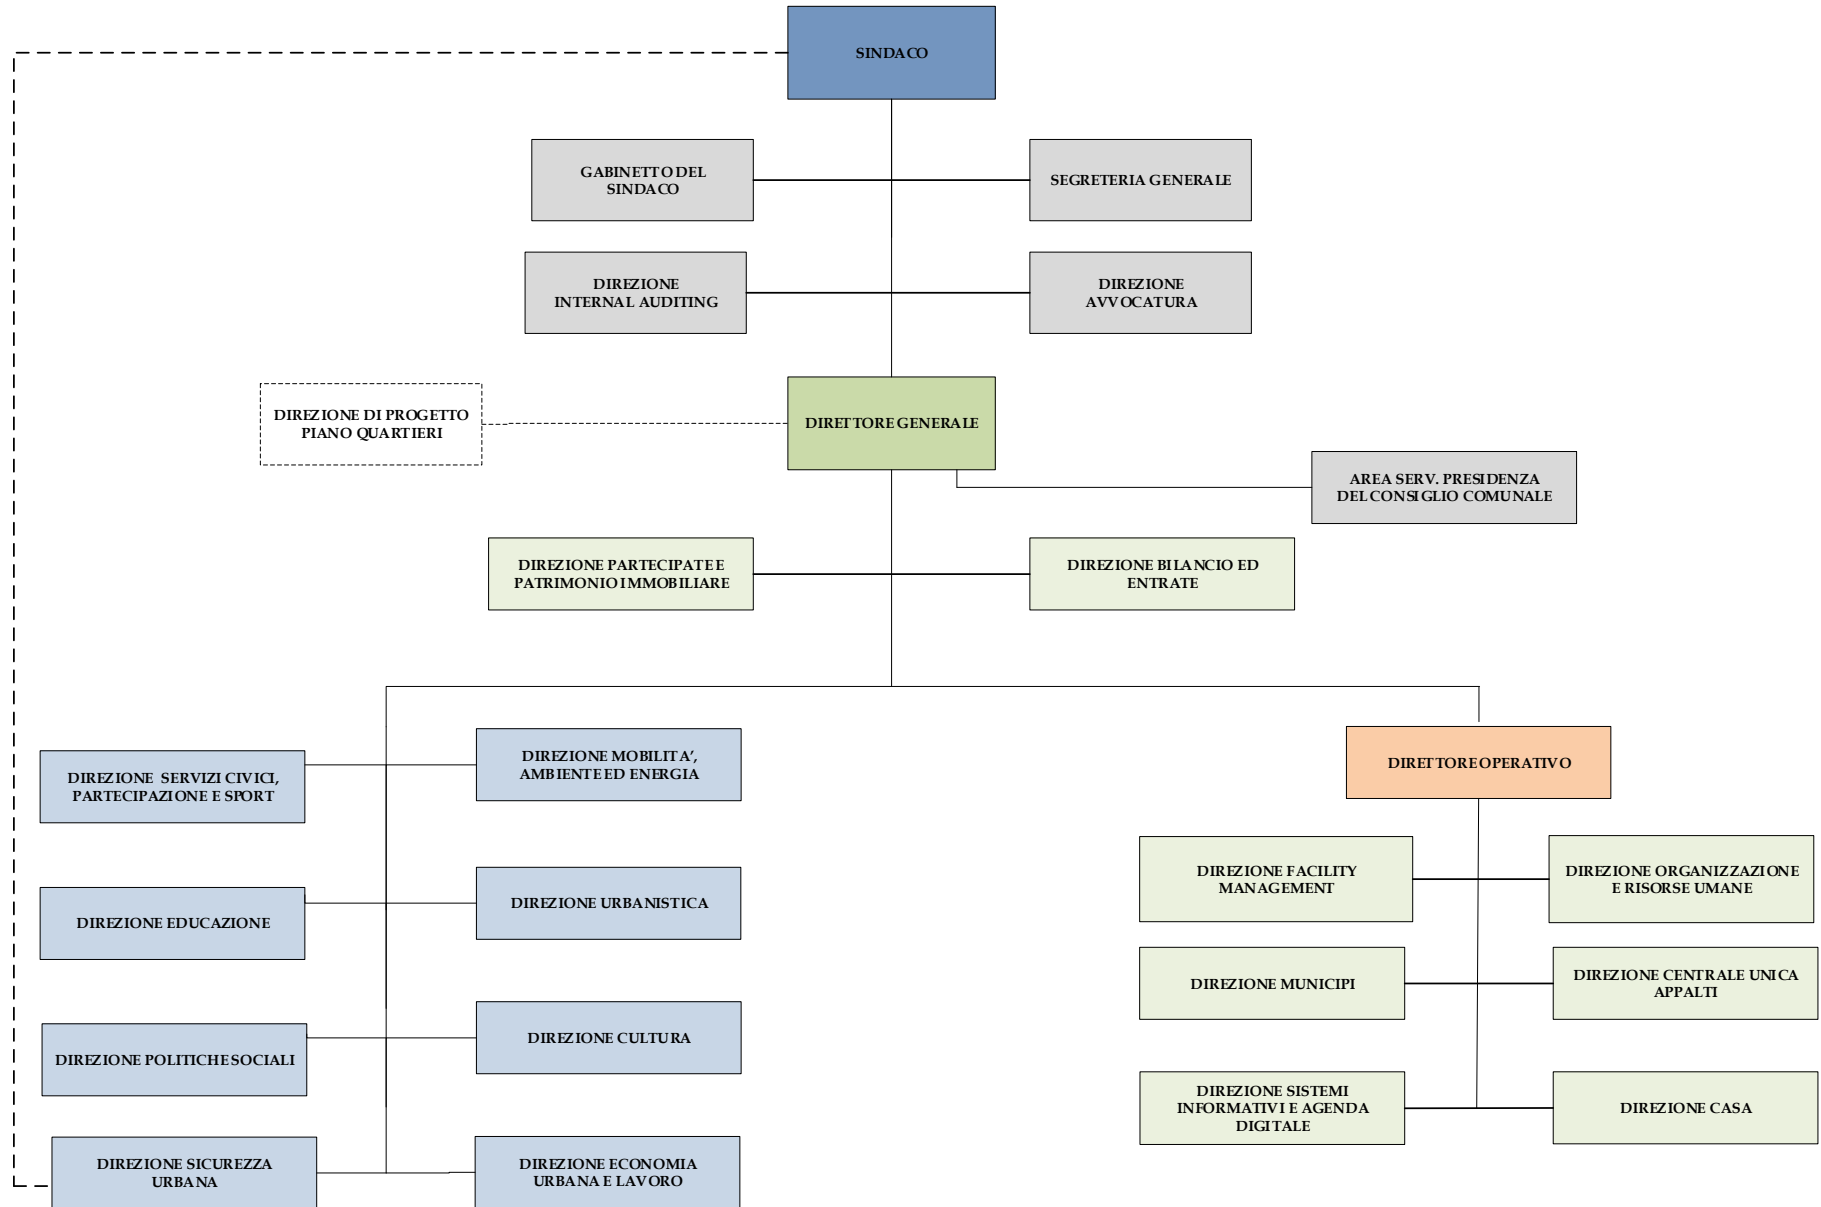 SINDACO
GABINETTO DEL
SINDACO
SEGRETERIA GENERALE
DIREZIONE
INTERNAL AUDITING
DIREZIONE
AVVOCATURA
DIREZIONE DI PROGETTO
PIANO QUARTIERI
DIRETTORE GENERALE
AREA SERV. PRESIDENZA
DEL CONSIGLIO COMUNALE
DIREZIONE PARTECIPATE E
PATRIMONIO IMMOBILIARE
DIREZIONE BILANCIO ED
ENTRATE
DIREZIONE SERVIZI CIVICI,
PARTECIPAZIONE E SPORT
DIREZIONE MOBILITA',
AMBIENTE ED ENERGIA
DIRETTORE OPERATIVO
DIREZIONE FACILITY
MANAGEMENT
DIREZIONE ORGANIZZAZIONE
E RISORSE UMANE
DIREZIONE EDUCAZIONE
DIREZIONE URBANISTICA
DIREZIONE MUNICIPI
DIREZIONE CENTRALE UNICA
APPALTI
DIREZIONE POLITICHE SOCIALI
DIREZIONE CULTURA
DIREZIONE SISTEMI
INFORMATIVI E AGENDA
DIGITALE
DIREZIONE CASA
DIREZIONE SICUREZZA
URBANA
DIREZIONE ECONOMIA
URBANA E LAVORO